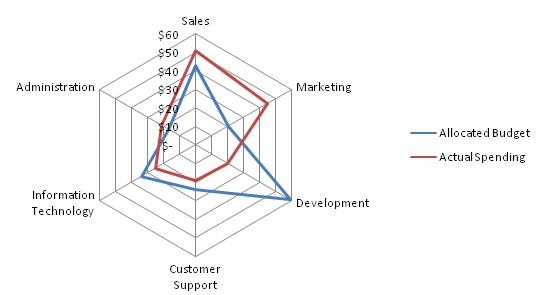 Sales
$60
$50
$40
$30
$20
$10
$-
Administration
Marketing
Allocated Budget
Actual Spending
Information
Technology
Development
Customer
Support